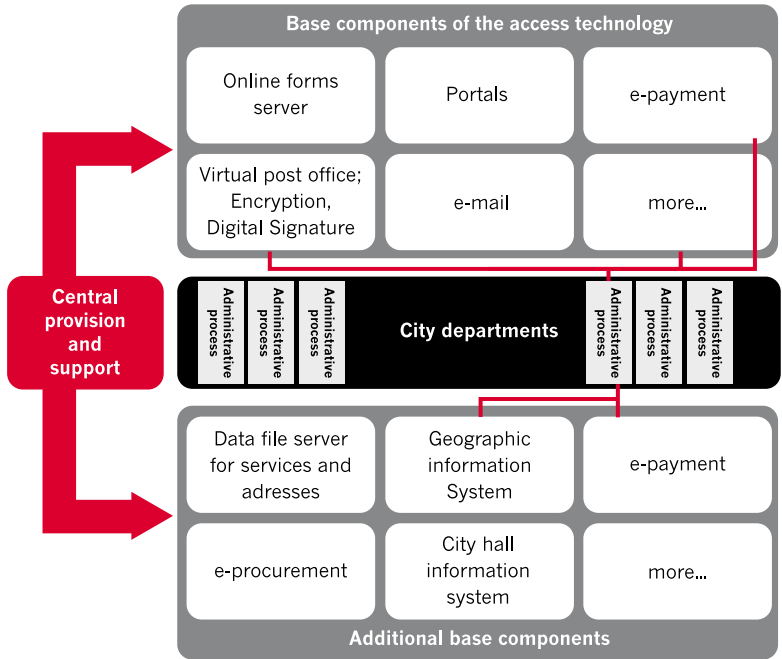 Base components of the access technology
Online forms
server
Portals
e-payment
Virtual post office;
Encryption,
Digital Signature
e-mail
more...
Central
provision
and
support
Administrative
process
Administrative
process
Administrative
process
City departments
Administrative
process
Administrative
process
Administrative
process
Data file server
for services and
adresses
Geographic
information
System
e-payment
e-procurement
City hall
information
system
more...
Additional base components